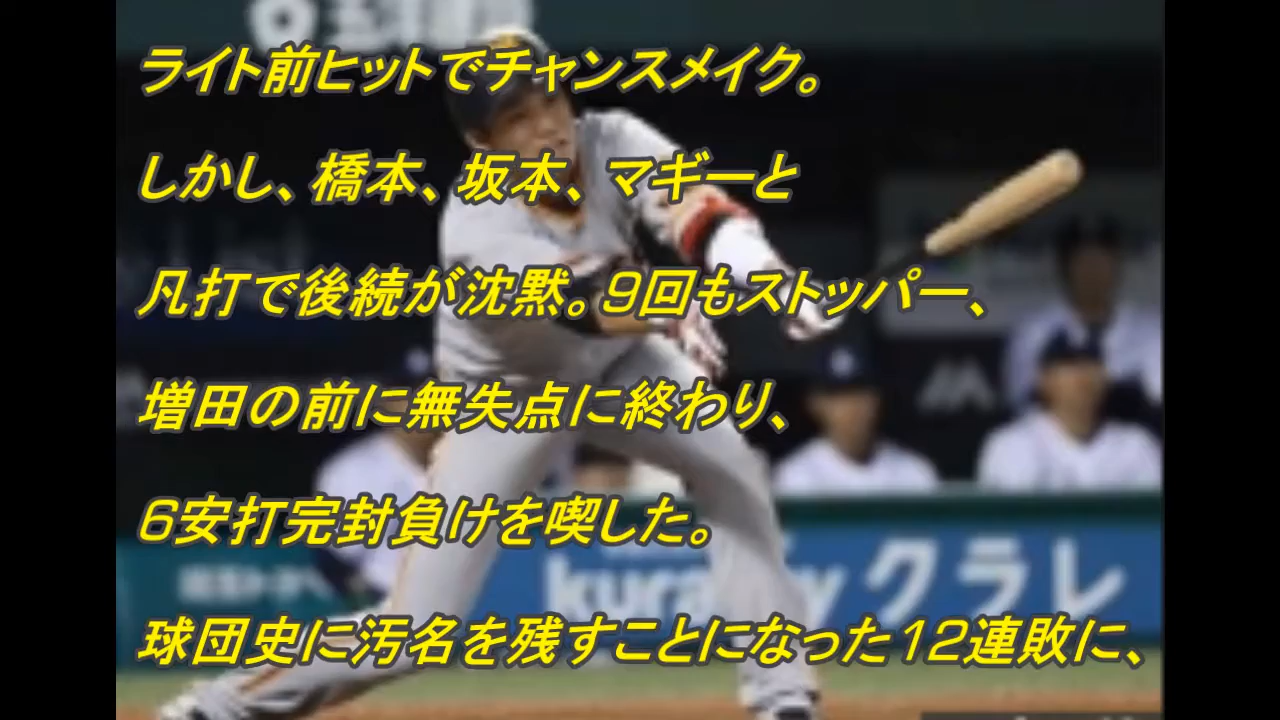 ライト前ヒットでチャンスメイク。
しかし、橋本、坂本、マギーと
凡打で後続が沈黙。9回もストッパー、
増田の前に無失点に終わり、
6安打完封負けを喫した。
クラレ
球団史に汚名を残すことになった12連敗に、